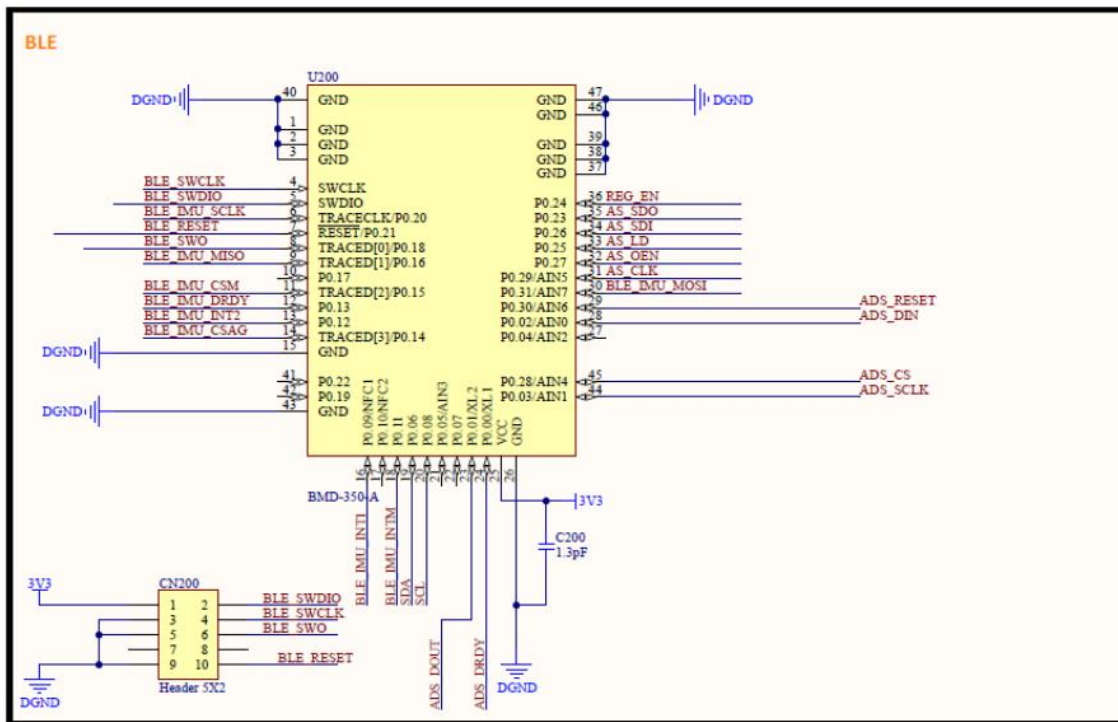 BLE
U200
DGND 40 GND GND 47 DGND
GND 46
1 GND
2 GND GND 39
3 GND GND 38
GND 37
BLE_SWCLK 4 SWCLK
BLE_SWDIO 5 SWDIO P0.24 36 REG_EN
BLE_IMU_SCLK 6 TRACECLK/P0.20 P0.23 35 AS_SDO
BLE_RESET 7 RESET/P0.21 P0.26 34 AS_SDI
BLE_SWO 8 TRACED[0]/P0.18 P0.25 33 AS_LD
BLE_IMU_MISO 9 TRACED[1]/P0.16 P0.27 32 AS_OEN
10 P0.17 P0.29/AIN5 31 AS_CLK
BLE_IMU_CSM 11 TRACED[2]/P0.15 P0.31/AIN7 30 BLE_IMU_MOSI
BLE_IMU_DRDY 12 P0.13 P0.30/AIN6 29 ADS_RESET
BLE_IMU_INT2 13 P0.12 P0.02/AIN0 28 ADS_DIN
BLE_IMU_CSAG 14 TRACED[3]/P0.14 P0.04/AIN2 27
DGND 15 GND
41 P0.22 P0.28/AIN4 45 ADS_CS
42 P0.19 P0.03/AIN1 44 ADS_SCLK
DGND 43 GND
P0.09/NFC1 P0.10/NFC2 P0.11 P0.06 P0.08 P0.05/AIN3 P0.07 P0.01/XL2 P0.00/XL1 VCC GND
16 17 18 19 20 21 22 23 24 25 26
BMD-350-A
3V3
C200
1.3pF
BLE_IMU_INT1 BLE_IMU_INTM SDA SCL
ADS_DOUT ADS_DRDY
DGND
3V3
CN200
1 2 BLE_SWDIO
3 4 BLE_SWCLK
5 6 BLE_SWO
7 8
9 10 BLE_RESET
DGND
Header 5X2